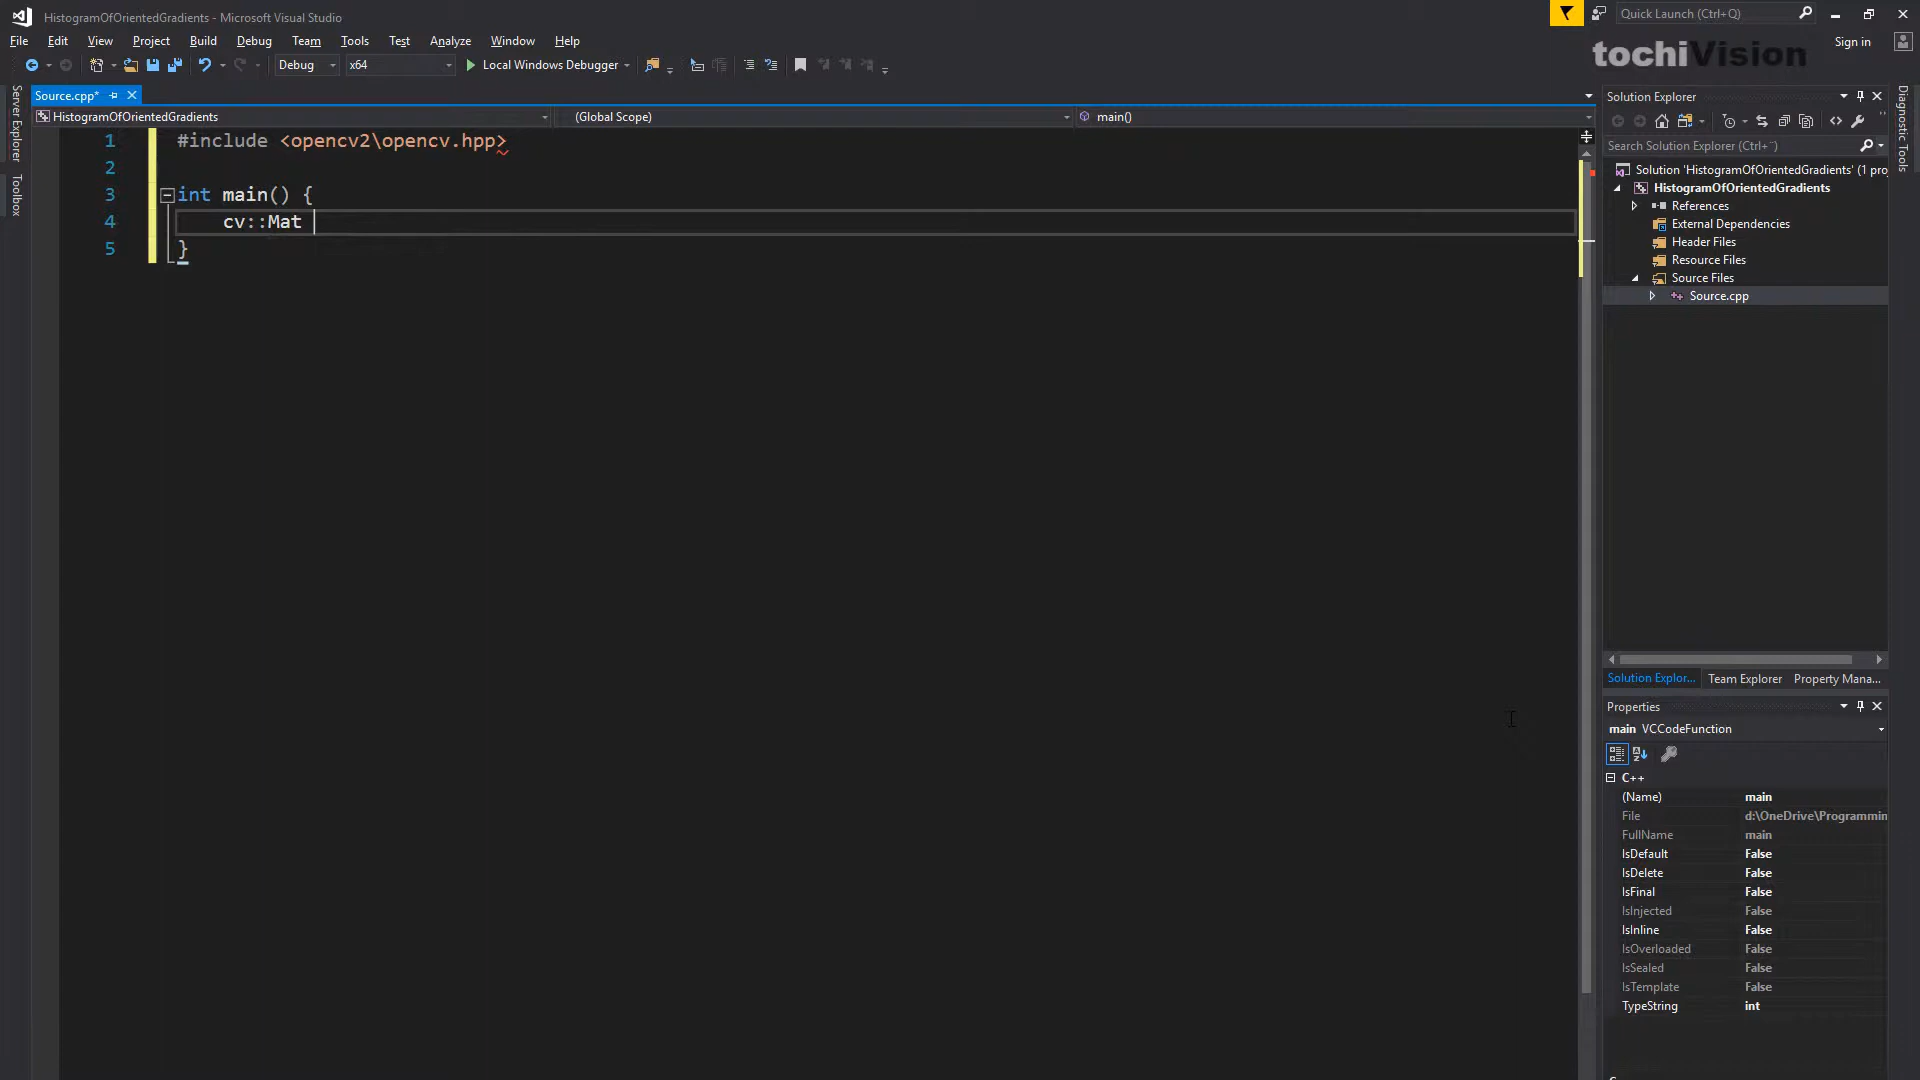 HistogramOfOrientedGradients - Microsoft Visual Studio
Quick Launch (Ctrl+Q)
File Edit View Project Build Debug Team Tools Test Analyze Window Help
Sign in
tochiVision
Debug x64 Local Windows Debugger
Server Explorer
Toolbox
Source.cpp*
HistogramOfOrientedGradients (Global Scope) main()
1 #include <opencv2\opencv.hpp>
2
3 int main() {
4 cv::Mat
5 }
Solution Explorer
Search Solution Explorer (Ctrl+¨)
Solution 'HistogramOfOrientedGradients' (1 proj
HistogramOfOrientedGradients
References
External Dependencies
Header Files
Resource Files
Source Files
Source.cpp
Solution Explor... Team Explorer Property Mana...
Properties
main VCCodeFunction
C++
(Name) main
File d:\OneDrive\Programmin
FullName main
IsDefault False
IsDelete False
IsFinal False
IsInjected False
IsInline False
IsOverloaded False
IsSealed False
IsTemplate False
TypeString int
Diagnostic Tools